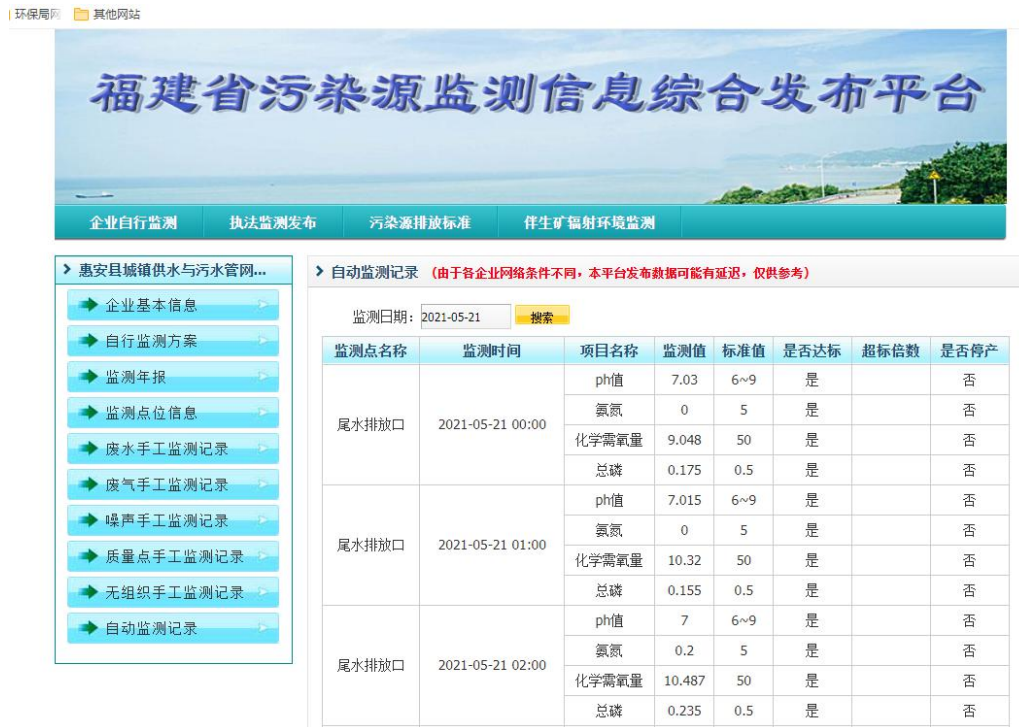 环保局网 其他网站
福建省污染源监测信息综合发布平台
企业自行监测 执法监测发布 污染源排放标准 伴生矿辐射环境监测
惠安县城镇供水与污水管网...
企业基本信息
自行监测方案
监测年报
监测点位信息
废水手工监测记录
废气手工监测记录
噪声手工监测记录
质量点手工监测记录
无组织手工监测记录
自动监测记录
自动监测记录 (由于各企业网络条件不同，本平台发布数据可能有延迟，仅供参考)
监测日期: 2021-05-21 搜索
监测点名称 监测时间 项目名称 监测值 标准值 是否达标 超标倍数 是否停产
尾水排放口 2021-05-21 00:00
ph值 7.03 6~9 是 否
氨氮 0 5 是 否
化学需氧量 9.048 50 是 否
总磷 0.175 0.5 是 否
尾水排放口 2021-05-21 01:00
ph值 7.015 6~9 是 否
氨氮 0 5 是 否
化学需氧量 10.32 50 是 否
总磷 0.155 0.5 是 否
尾水排放口 2021-05-21 02:00
ph值 7 6~9 是 否
氨氮 0.2 5 是 否
化学需氧量 10.487 50 是 否
总磷 0.235 0.5 是 否